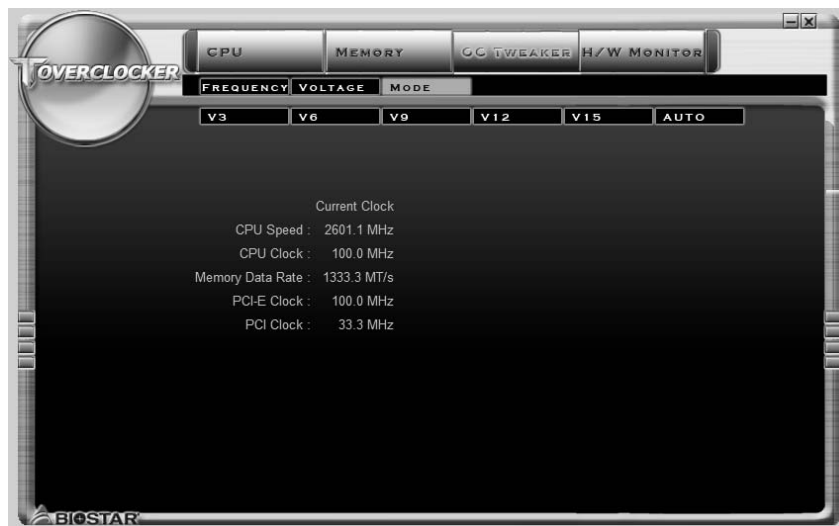 TOVERCLOCKER
CPU MEMORY OC TWEAKER H/W MONITOR
FREQUENCY VOLTAGE MODE
V3 V6 V9 V12 V15 AUTO
Current Clock
CPU Speed : 2601.1 MHz
CPU Clock : 100.0 MHz
Memory Data Rate : 1333.3 MT/s
PCI-E Clock : 100.0 MHz
PCI Clock : 33.3 MHz
BIOSTAR